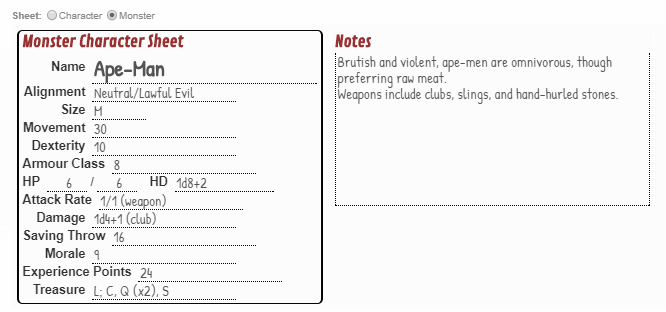 Sheet: Character Monster
Monster Character Sheet
Name Ape-Man
Alignment Neutral/Lawful Evil
Size M
Movement 30
Dexterity 10
Armour Class 8
HP 6 / 6 HD 1d8+2
Attack Rate 1/1 (weapon)
Damage 1d4+1 (club)
Saving Throw 16
Morale 9
Experience Points 24
Treasure L; C, Q (x2), S
Notes
Brutish and violent, ape-men are omnivorous, though
preferring raw meat.
Weapons include clubs, slings, and hand-hurled stones.